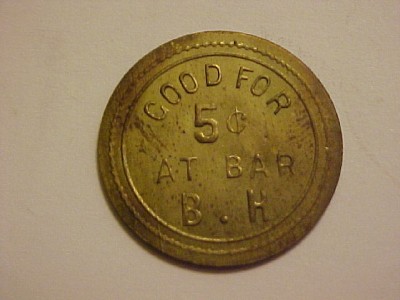 GOOD FOR
5¢
AT BAR
B.H